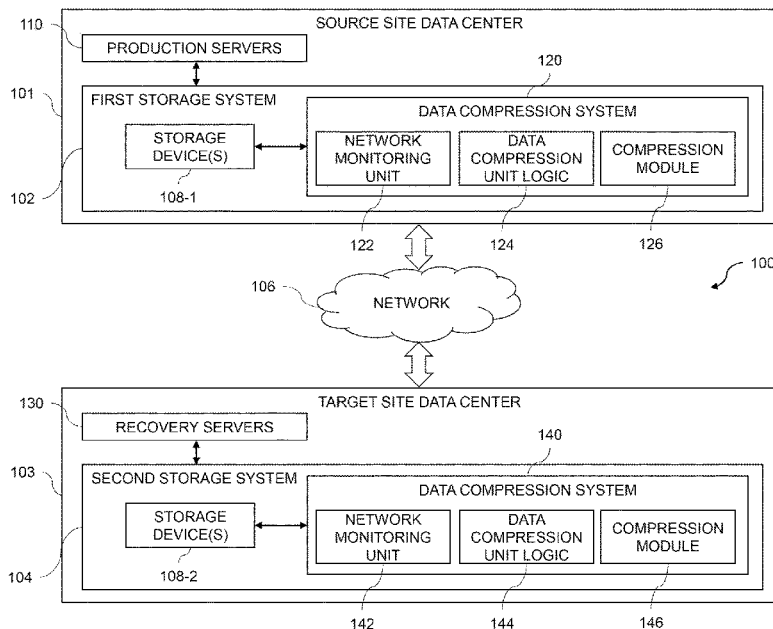 SOURCE SITE DATA CENTER
110
PRODUCTION SERVERS
120
101
FIRST STORAGE SYSTEM
DATA COMPRESSION SYSTEM
STORAGE
DEVICE(S)
NETWORK
MONITORING
UNIT
DATA
COMPRESSION
UNIT LOGIC
COMPRESSION
MODULE
102
108-1
122
124
126
100
106
NETWORK
TARGET SITE DATA CENTER
130
RECOVERY SERVERS
140
103
SECOND STORAGE SYSTEM
DATA COMPRESSION SYSTEM
STORAGE
DEVICE(S)
NETWORK
MONITORING
UNIT
DATA
COMPRESSION
UNIT LOGIC
COMPRESSION
MODULE
104
108-2
142
144
146